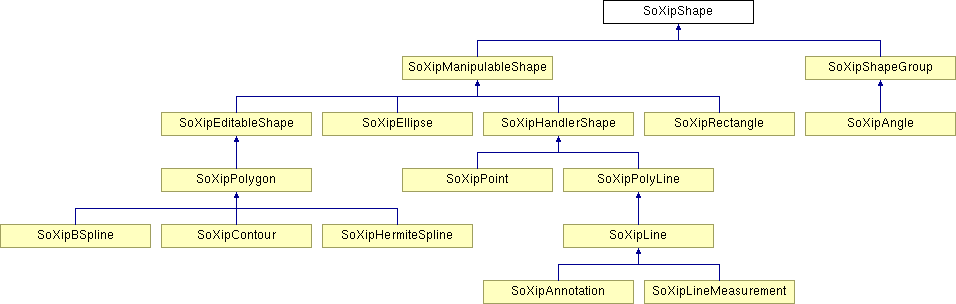 SoXipShape
SoXipManipulableShape
SoXipShapeGroup
SoXipEditableShape
SoXipEllipse
SoXipHandlerShape
SoXipRectangle
SoXipAngle
SoXipPolygon
SoXipPoint
SoXipPolyLine
SoXipBSpline
SoXipContour
SoXipHermiteSpline
SoXipLine
SoXipAnnotation
SoXipLineMeasurement